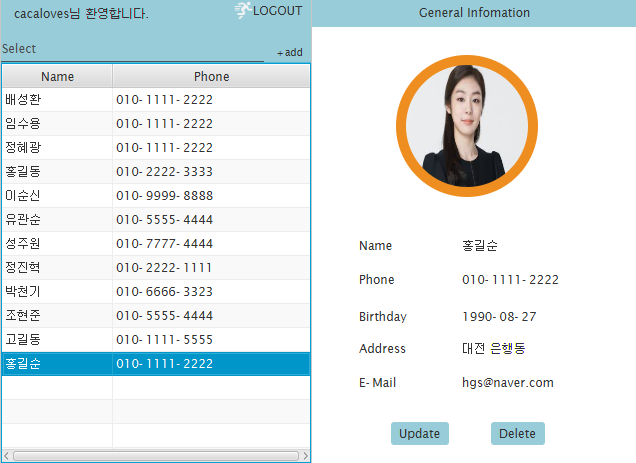 cacaloves님 환영합니다.
LOGOUT
Select
+add
Name Phone
배성환 010-1111-2222
임수용 010-1111-2222
정혜광 010-1111-2222
홍길동 010-2222-3333
이순신 010-9999-8888
유관순 010-5555-4444
성주원 010-7777-4444
정진혁 010-2222-1111
박천기 010-6666-3323
조현준 010-5555-4444
고길동 010-1111-5555
홍길순 010-1111-2222
General Infomation
Name 홍길순
Phone 010-1111-2222
Birthday 1990-08-27
Address 대전 은행동
E-Mail hgs@naver.com
Update Delete